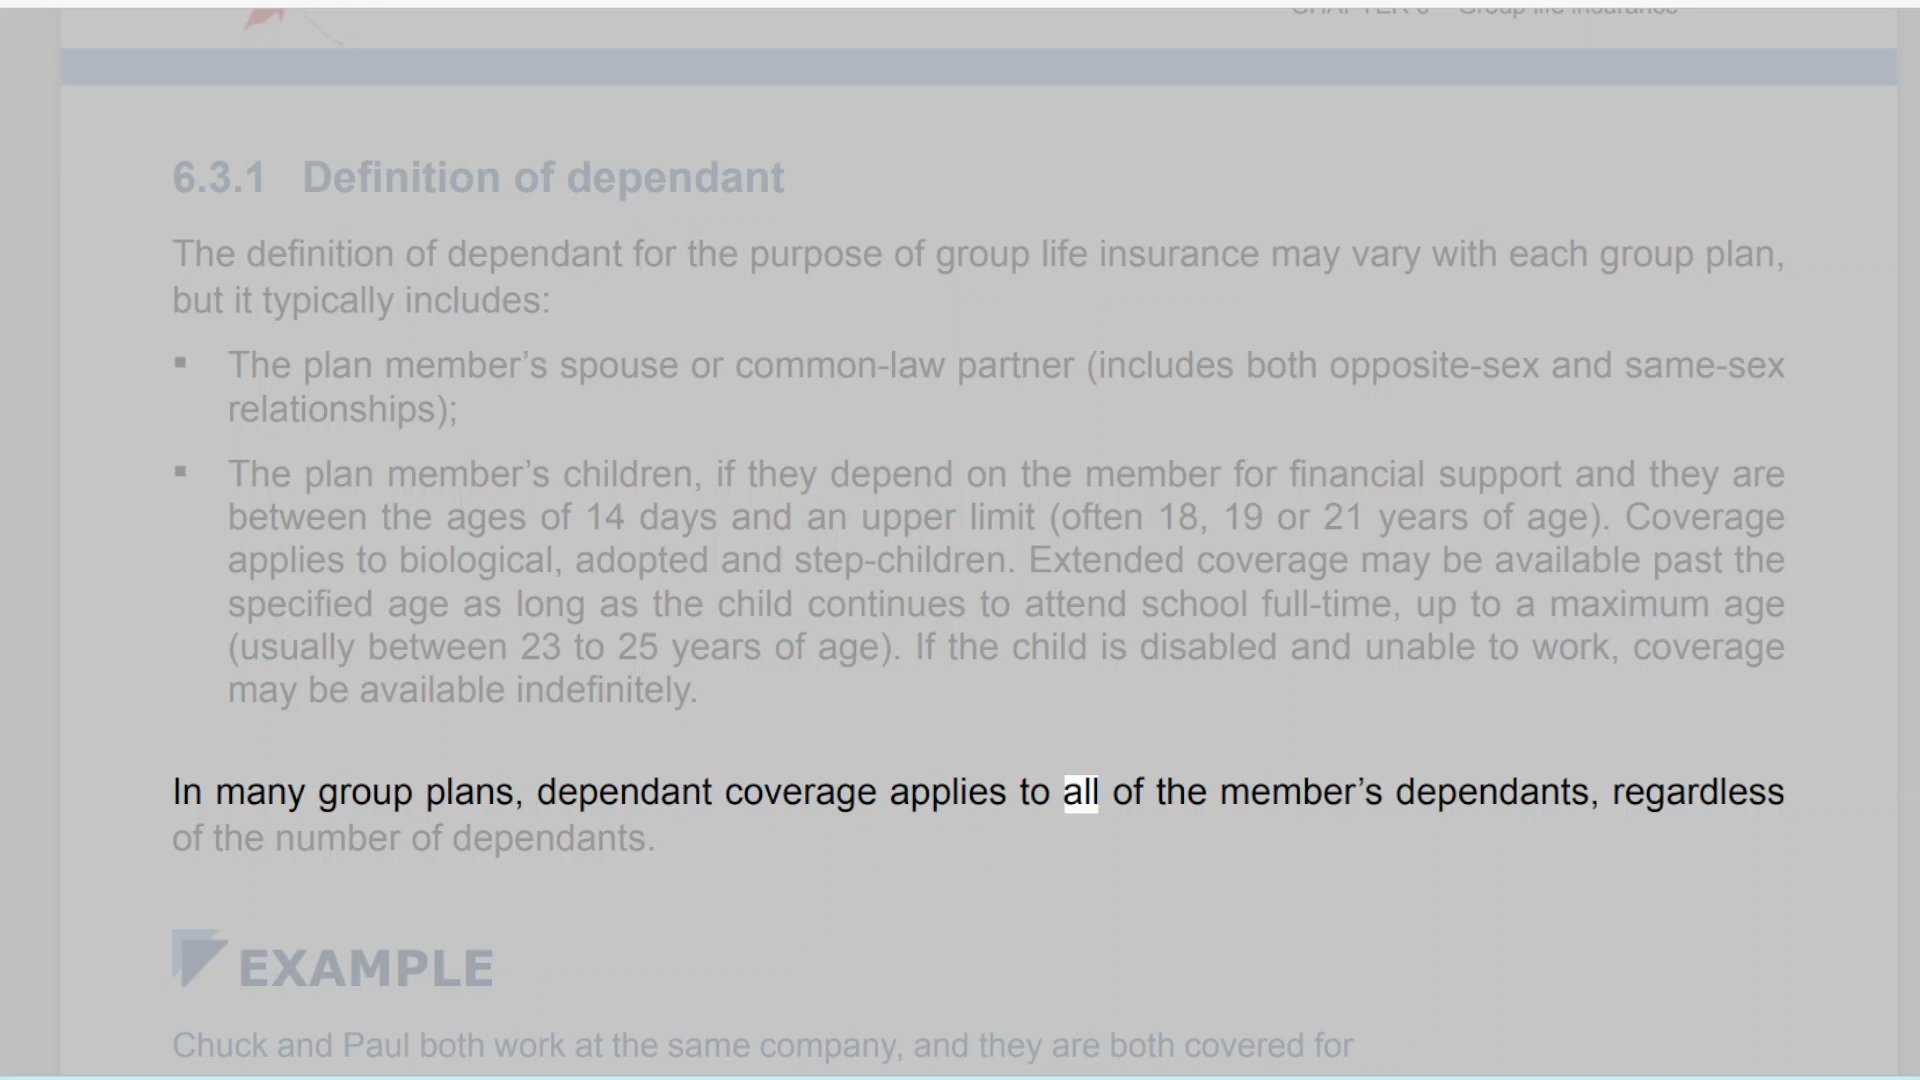 CHAPTER 6 – Group life insurance
6.3.1 Definition of dependant
The definition of dependant for the purpose of group life insurance may vary with each group plan,
but it typically includes:
▪ The plan member’s spouse or common-law partner (includes both opposite-sex and same-sex
relationships);
▪ The plan member’s children, if they depend on the member for financial support and they are
between the ages of 14 days and an upper limit (often 18, 19 or 21 years of age). Coverage
applies to biological, adopted and step-children. Extended coverage may be available past the
specified age as long as the child continues to attend school full-time, up to a maximum age
(usually between 23 to 25 years of age). If the child is disabled and unable to work, coverage
may be available indefinitely.
In many group plans, dependant coverage applies to all of the member’s dependants, regardless
of the number of dependants.
EXAMPLE
Chuck and Paul both work at the same company, and they are both covered for